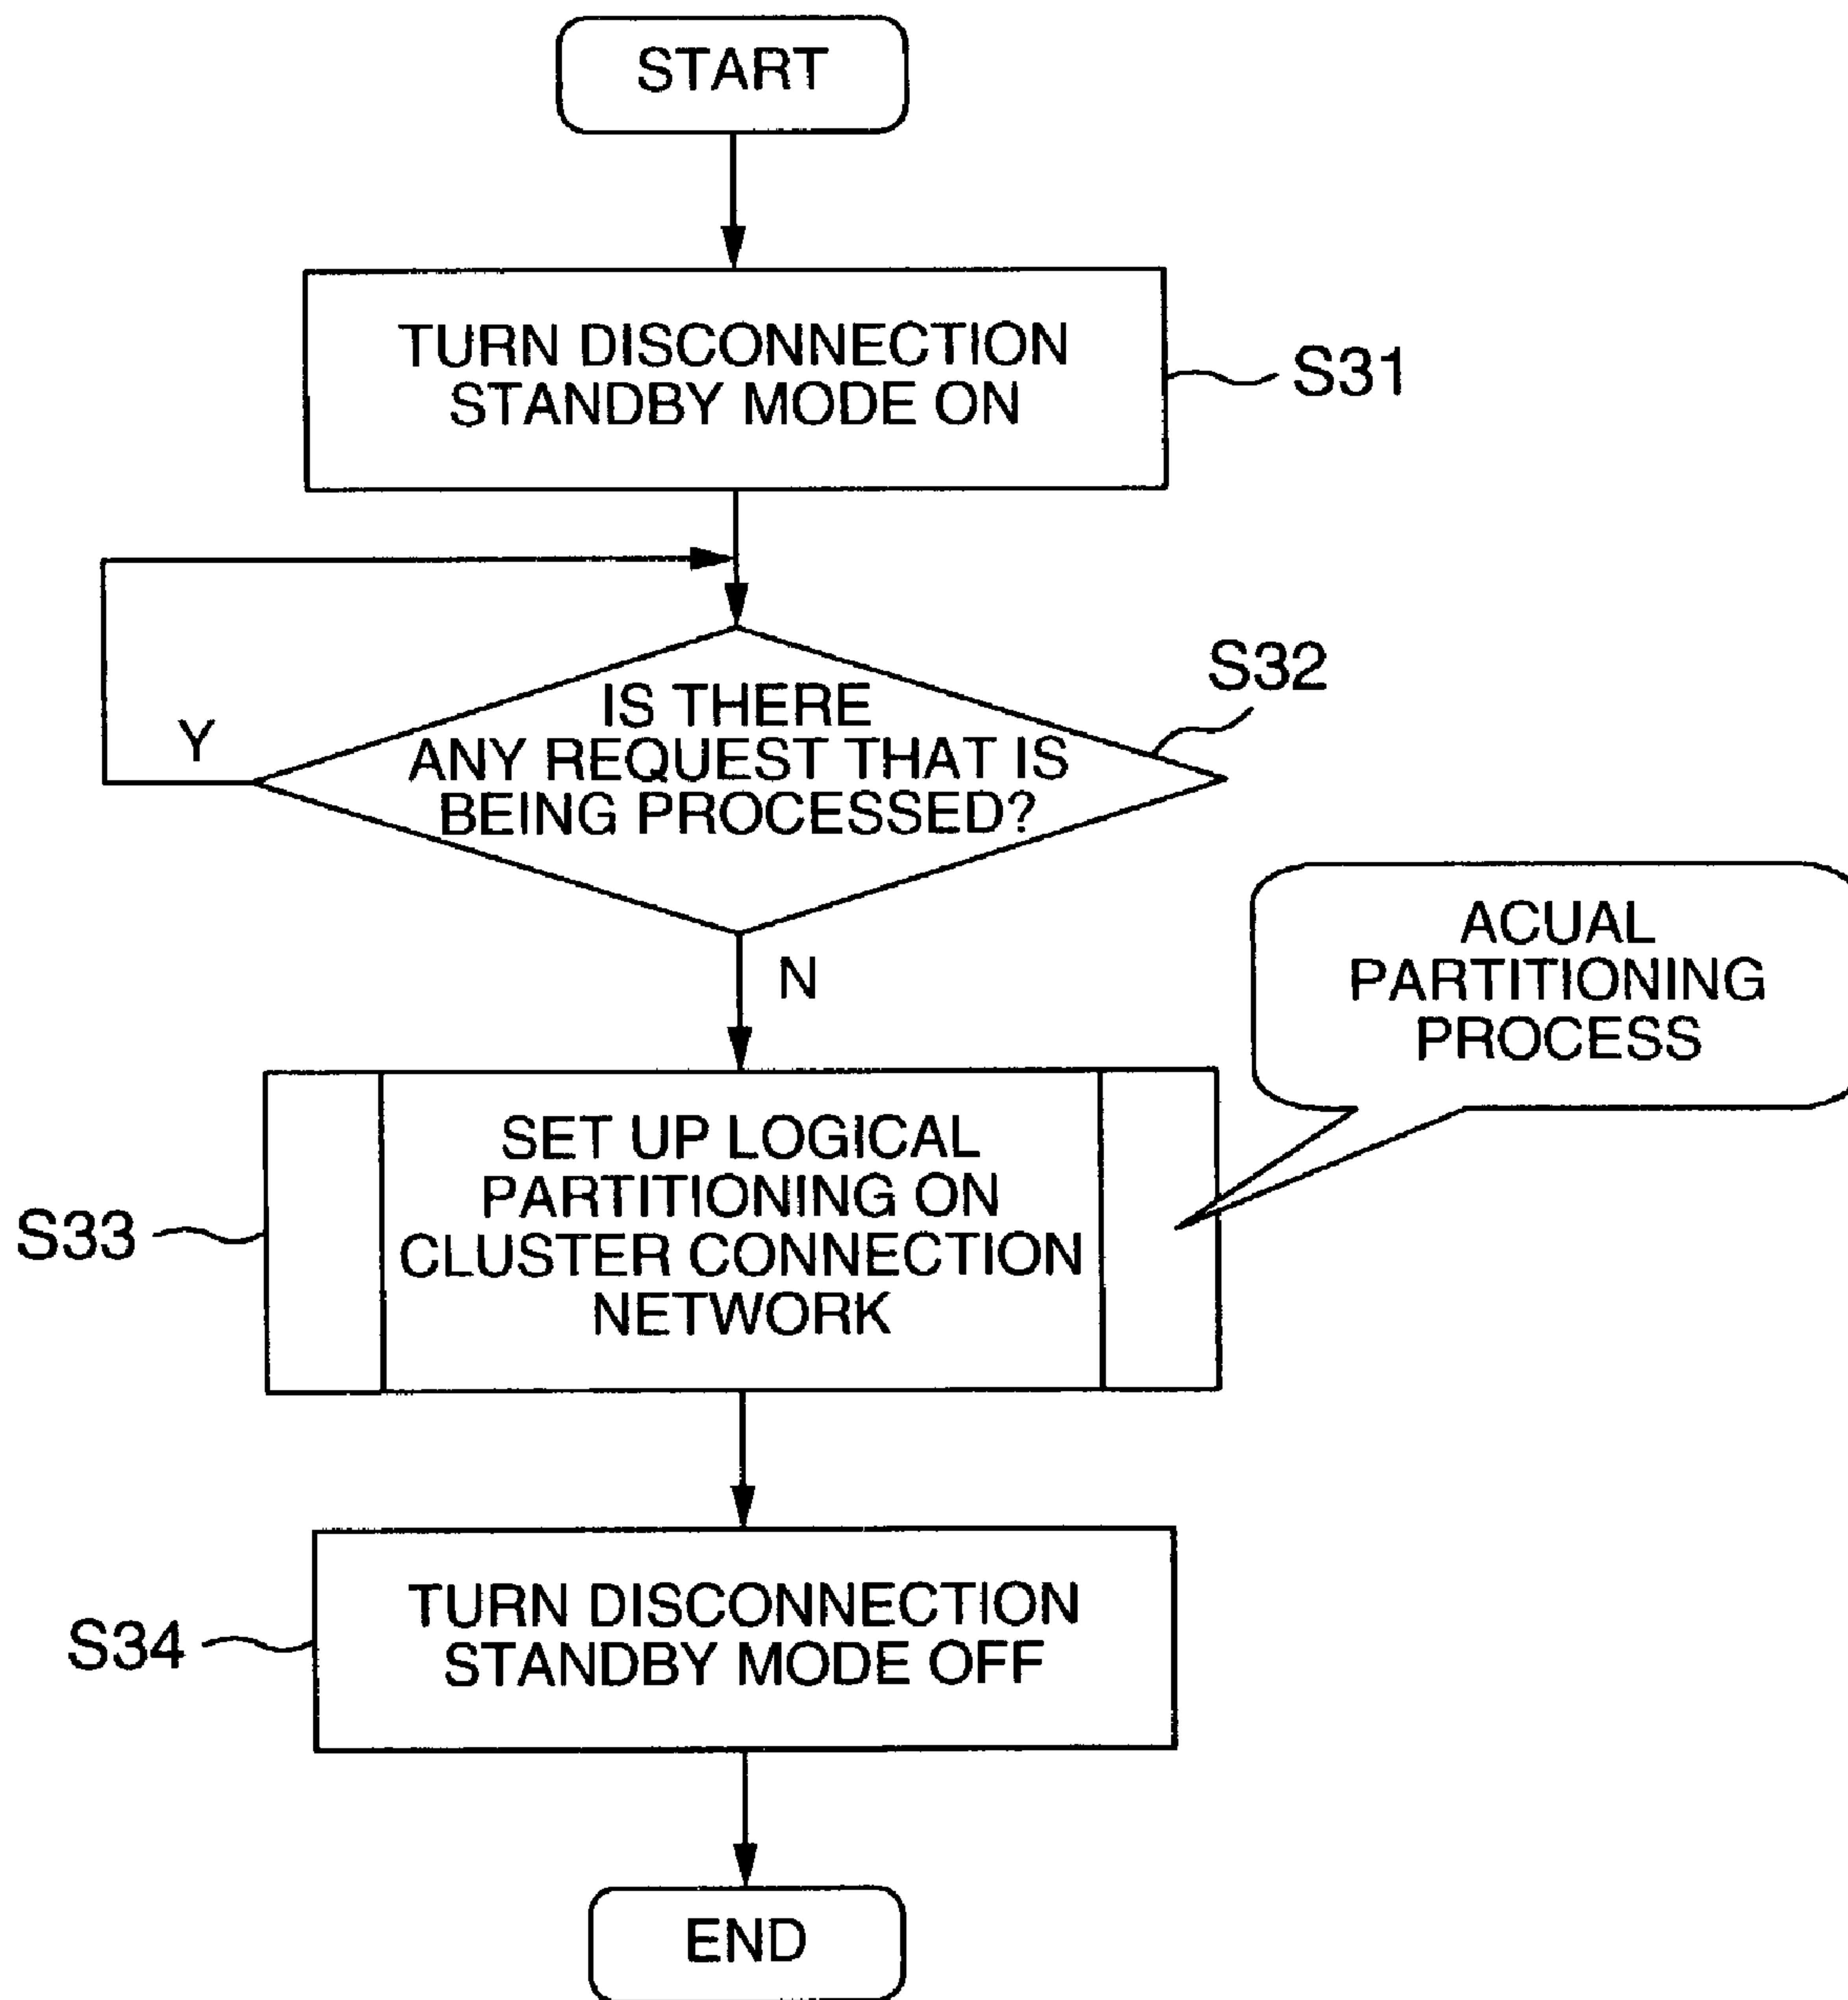 START
TURN DISCONNECTION
STANDBY MODE ON
S31
S32
IS THERE
ANY REQUEST THAT IS
BEING PROCESSED?
Y
N
ACUAL
PARTITIONING
PROCESS
SET UP LOGICAL
PARTITIONING ON
CLUSTER CONNECTION
NETWORK
S33
TURN DISCONNECTION
STANDBY MODE OFF
S34
END